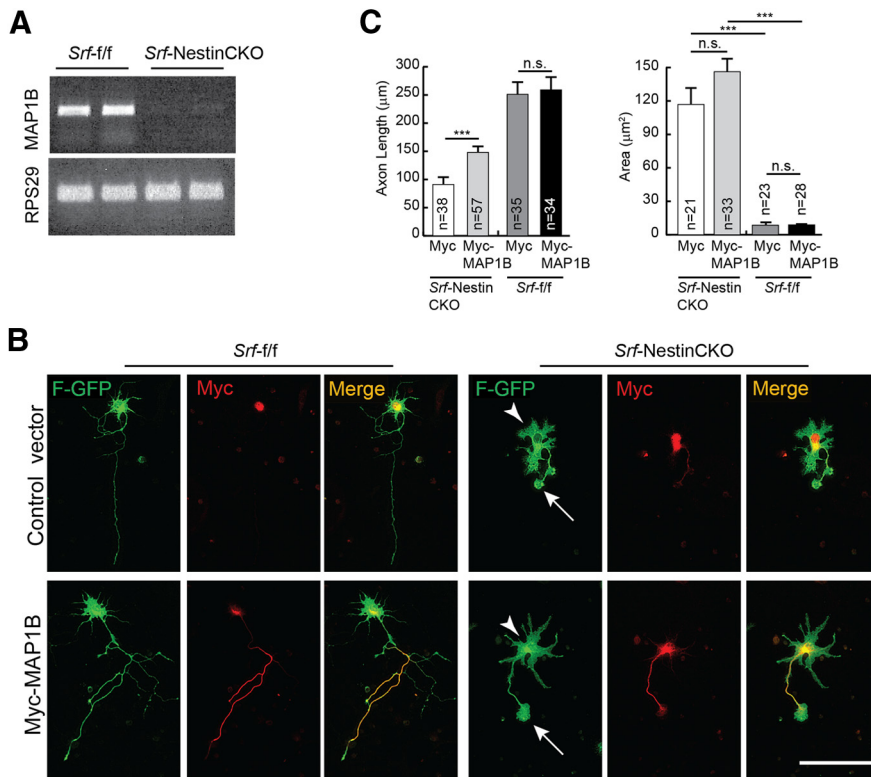 A
Srf-f/f Srf-NestinCKO
MAP1B
RPS29
C
Axon Length (μm)
300
250
200
150
100
50
0
***
n.s.
n=38
n=57
n=35
n=34
Myc Myc-MAP1B Myc Myc-MAP1B
Srf-Nestin CKO Srf-f/f
Area (μm²)
150
120
90
60
30
0
***
***
n.s.
n.s.
n=21
n=33
n=23
n=28
Myc Myc-MAP1B Myc Myc-MAP1B
Srf-Nestin CKO Srf-f/f
B
Srf-f/f Srf-NestinCKO
F-GFP Myc Merge F-GFP Myc Merge
Control vector
Myc-MAP1B